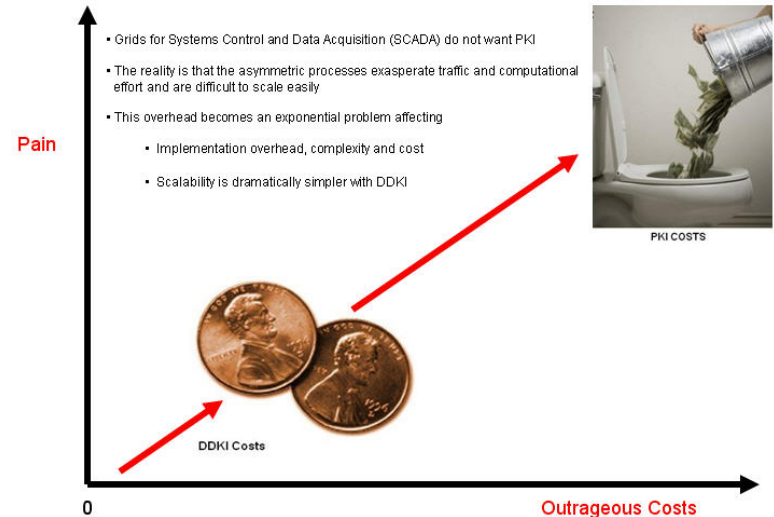 ▪ Grids for Systems Control and Data Acquisition (SCADA) do not want PKI
▪ The reality is that the asymmetric processes exasperate traffic and computational
effort and are difficult to scale easily
▪ This overhead becomes an exponential problem affecting
▪ Implementation overhead, complexity and cost
▪ Scalability is dramatically simpler with DDKI
Pain
PKI COSTS
DDKI Costs
0
Outrageous Costs